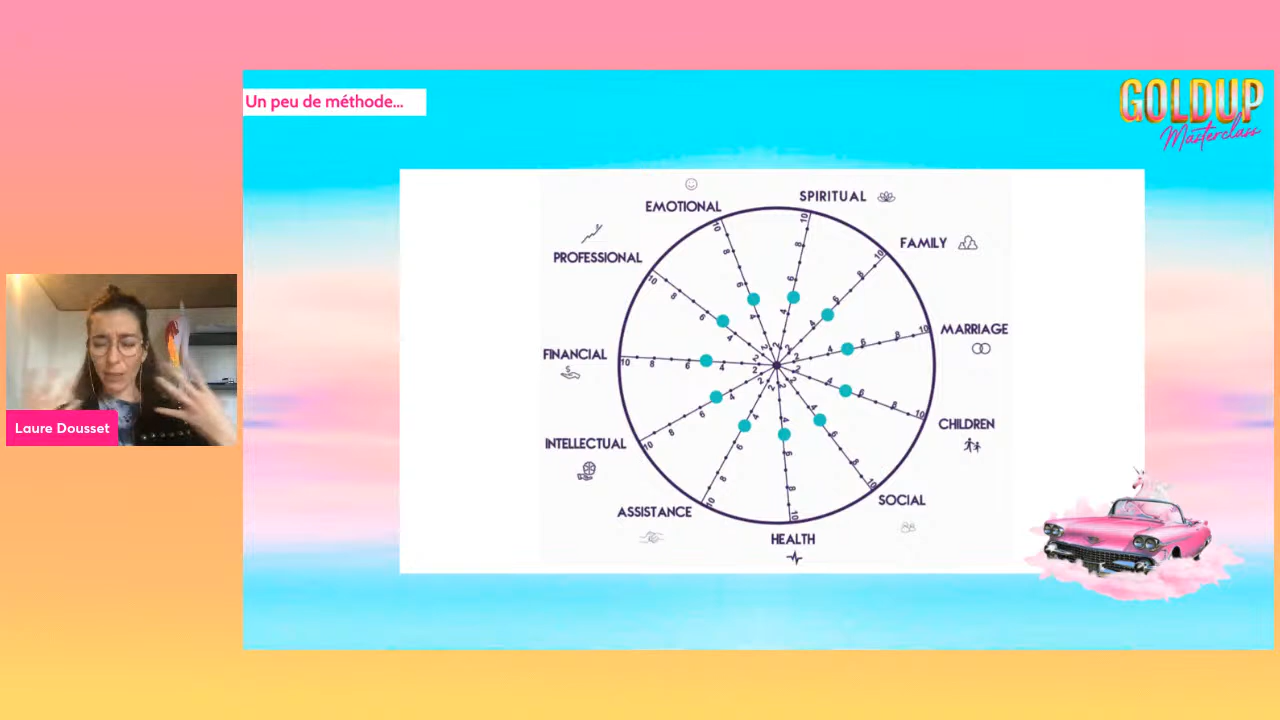 Un peu de méthode...
GOLDUP
Masterclass
EMOTIONAL
SPIRITUAL
PROFESSIONAL
FAMILY
FINANCIAL
MARRIAGE
INTELLECTUAL
CHILDREN
ASSISTANCE
SOCIAL
HEALTH
Laure Dousset